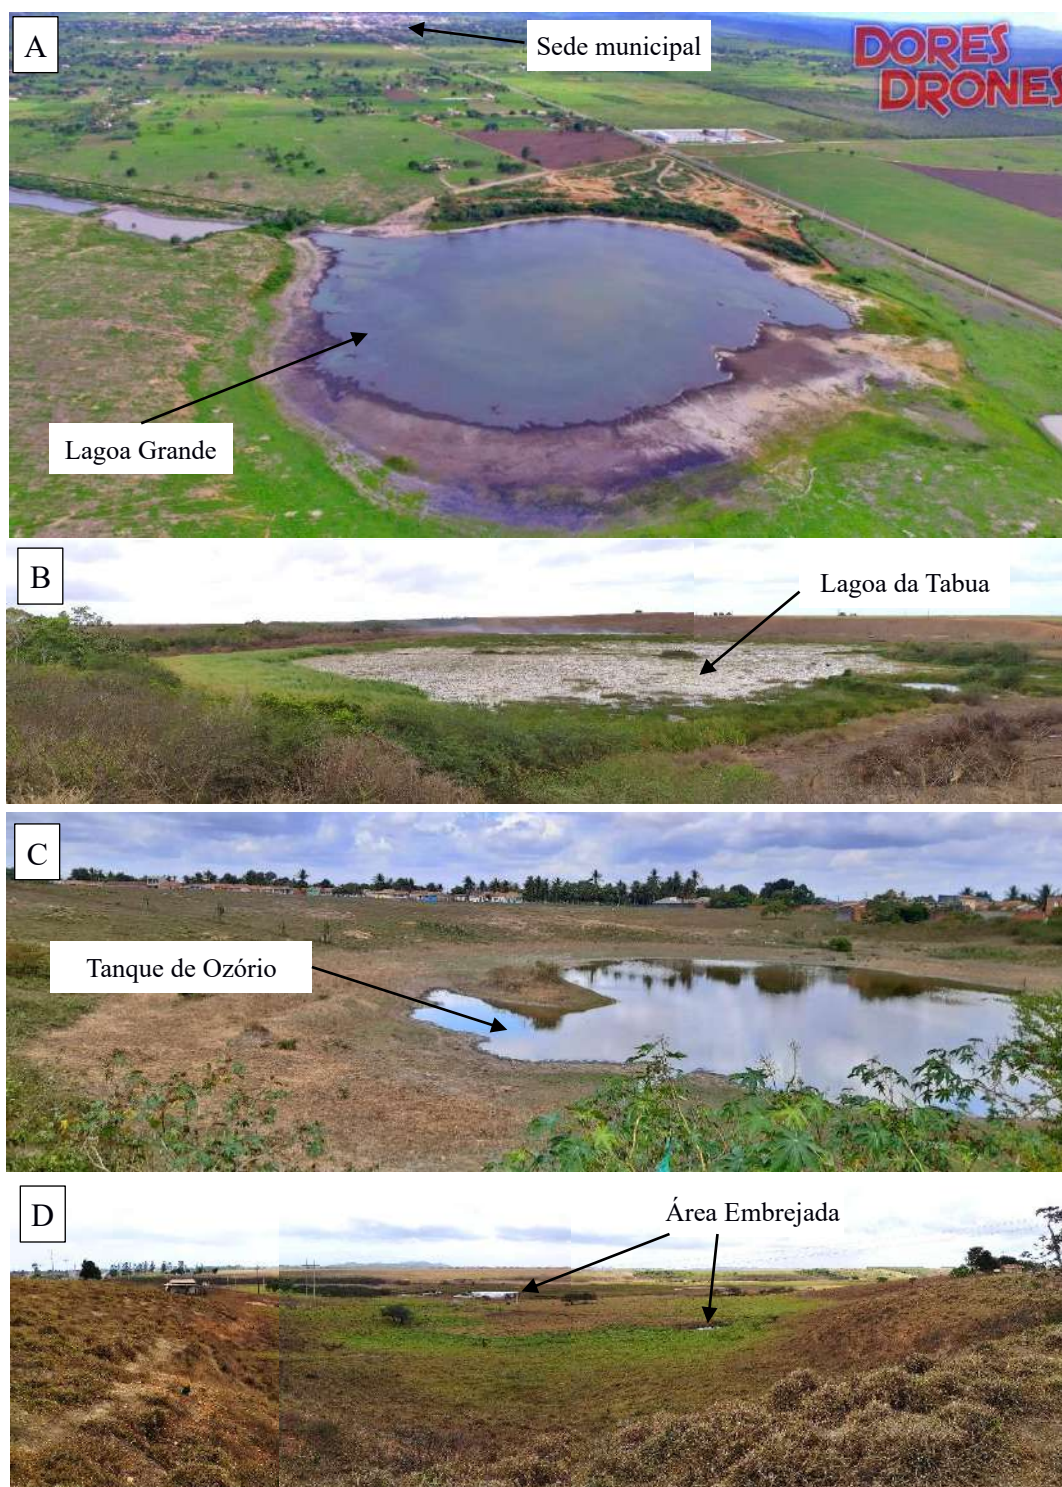 A
Sede municipal
DORES
DRONES
Lagoa Grande
B
Lagoa da Tabua
C
Tanque de Ozório
D
Área Embrejada